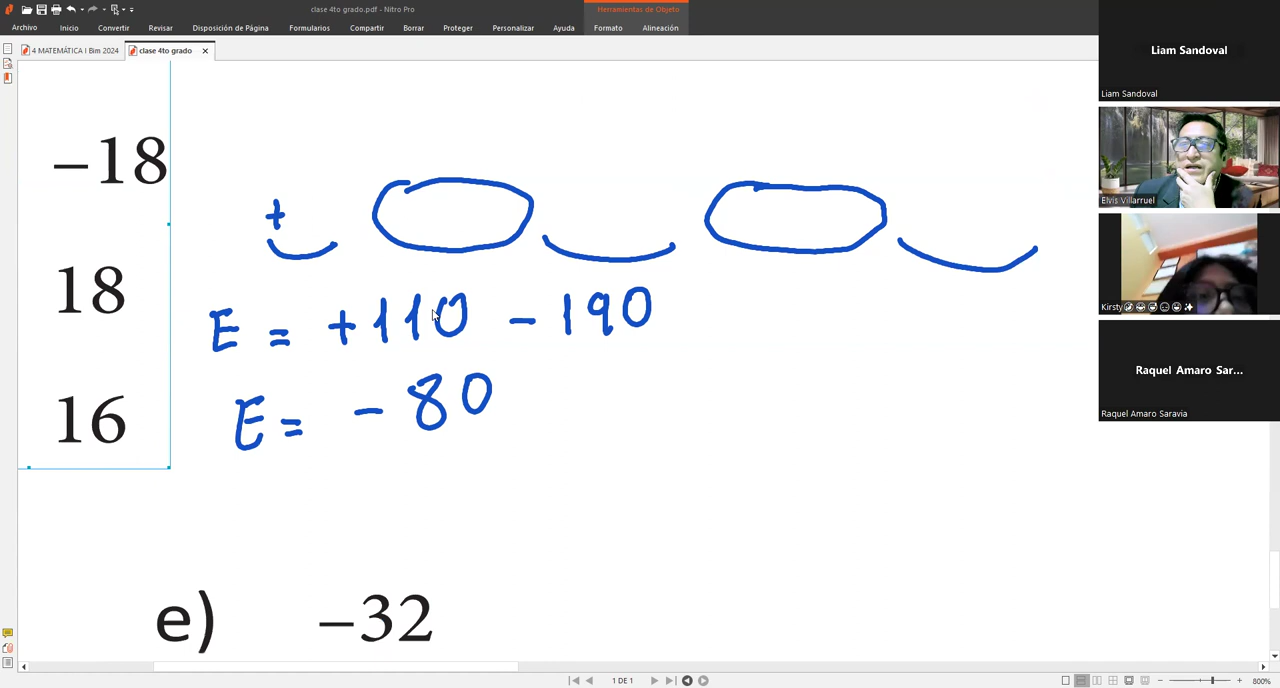 clase 4to grado.pdf - Nitro Pro
Herramientas de Objeto
Archivo Inicio Convertir Revisar Disposición de Página Formularios Compartir Borrar Proteger Personalizar Ayuda Formato Alineación
4 MATEMÁTICA I Bim 2024 clase 4to grado
Liam Sandoval
Liam Sandoval
Elvis Villarruel
Kirsty
Raquel Amaro Sar...
Raquel Amaro Saravia
−18
+
18
E = +110 − 190
E = − 80
16
e) −32
1 DE 1
800%